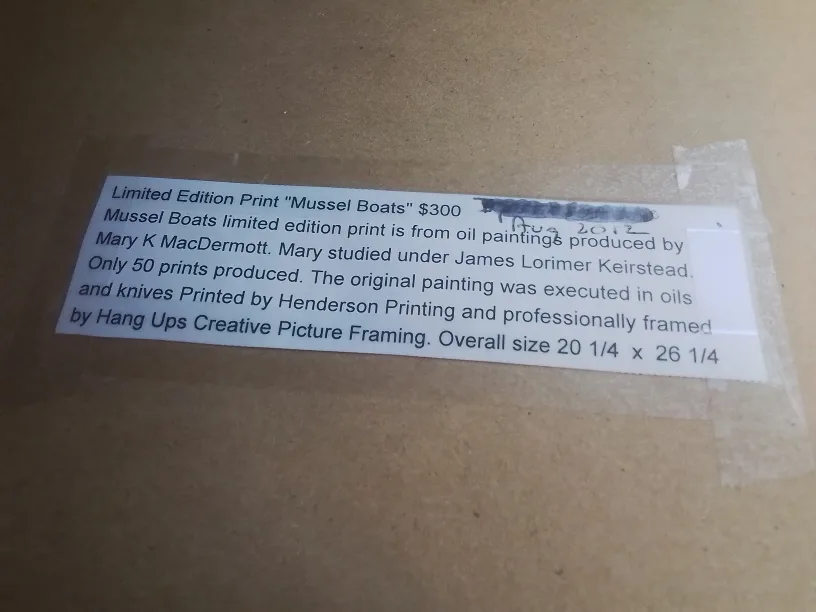 Limited Edition Print "Mussel Boats" $300
Aug 2012
Mussel Boats limited edition print is from oil paintings produced by
Mary K MacDermott. Mary studied under James Lorimer Keirstead.
Only 50 prints produced. The original painting was executed in oils
and knives Printed by Henderson Printing and professionally framed
by Hang Ups Creative Picture Framing. Overall size 20 1/4 x 26 1/4